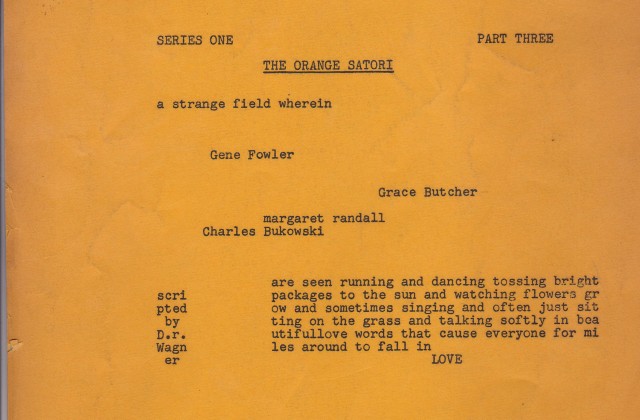 SERIES ONE PART THREE
THE ORANGE SATORI
a strange field wherein
Gene Fowler
Grace Butcher
margaret randall
Charles Bukowski
are seen running and dancing tossing bright
scri packages to the sun and watching flowers gr
pted ow and sometimes singing and often just sit
by ting on the grass and talking softly in bea
D.r. utifullove words that cause everyone for mi
Wagn les around to fall in
er LOVE